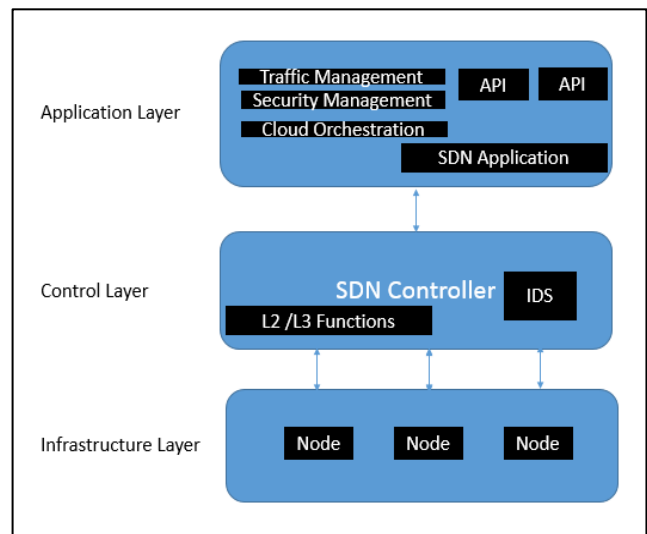 Application Layer
Traffic Management
Security Management
Cloud Orchestration
API
API
SDN Application
Control Layer
SDN Controller
IDS
L2 /L3 Functions
Infrastructure Layer
Node
Node
Node